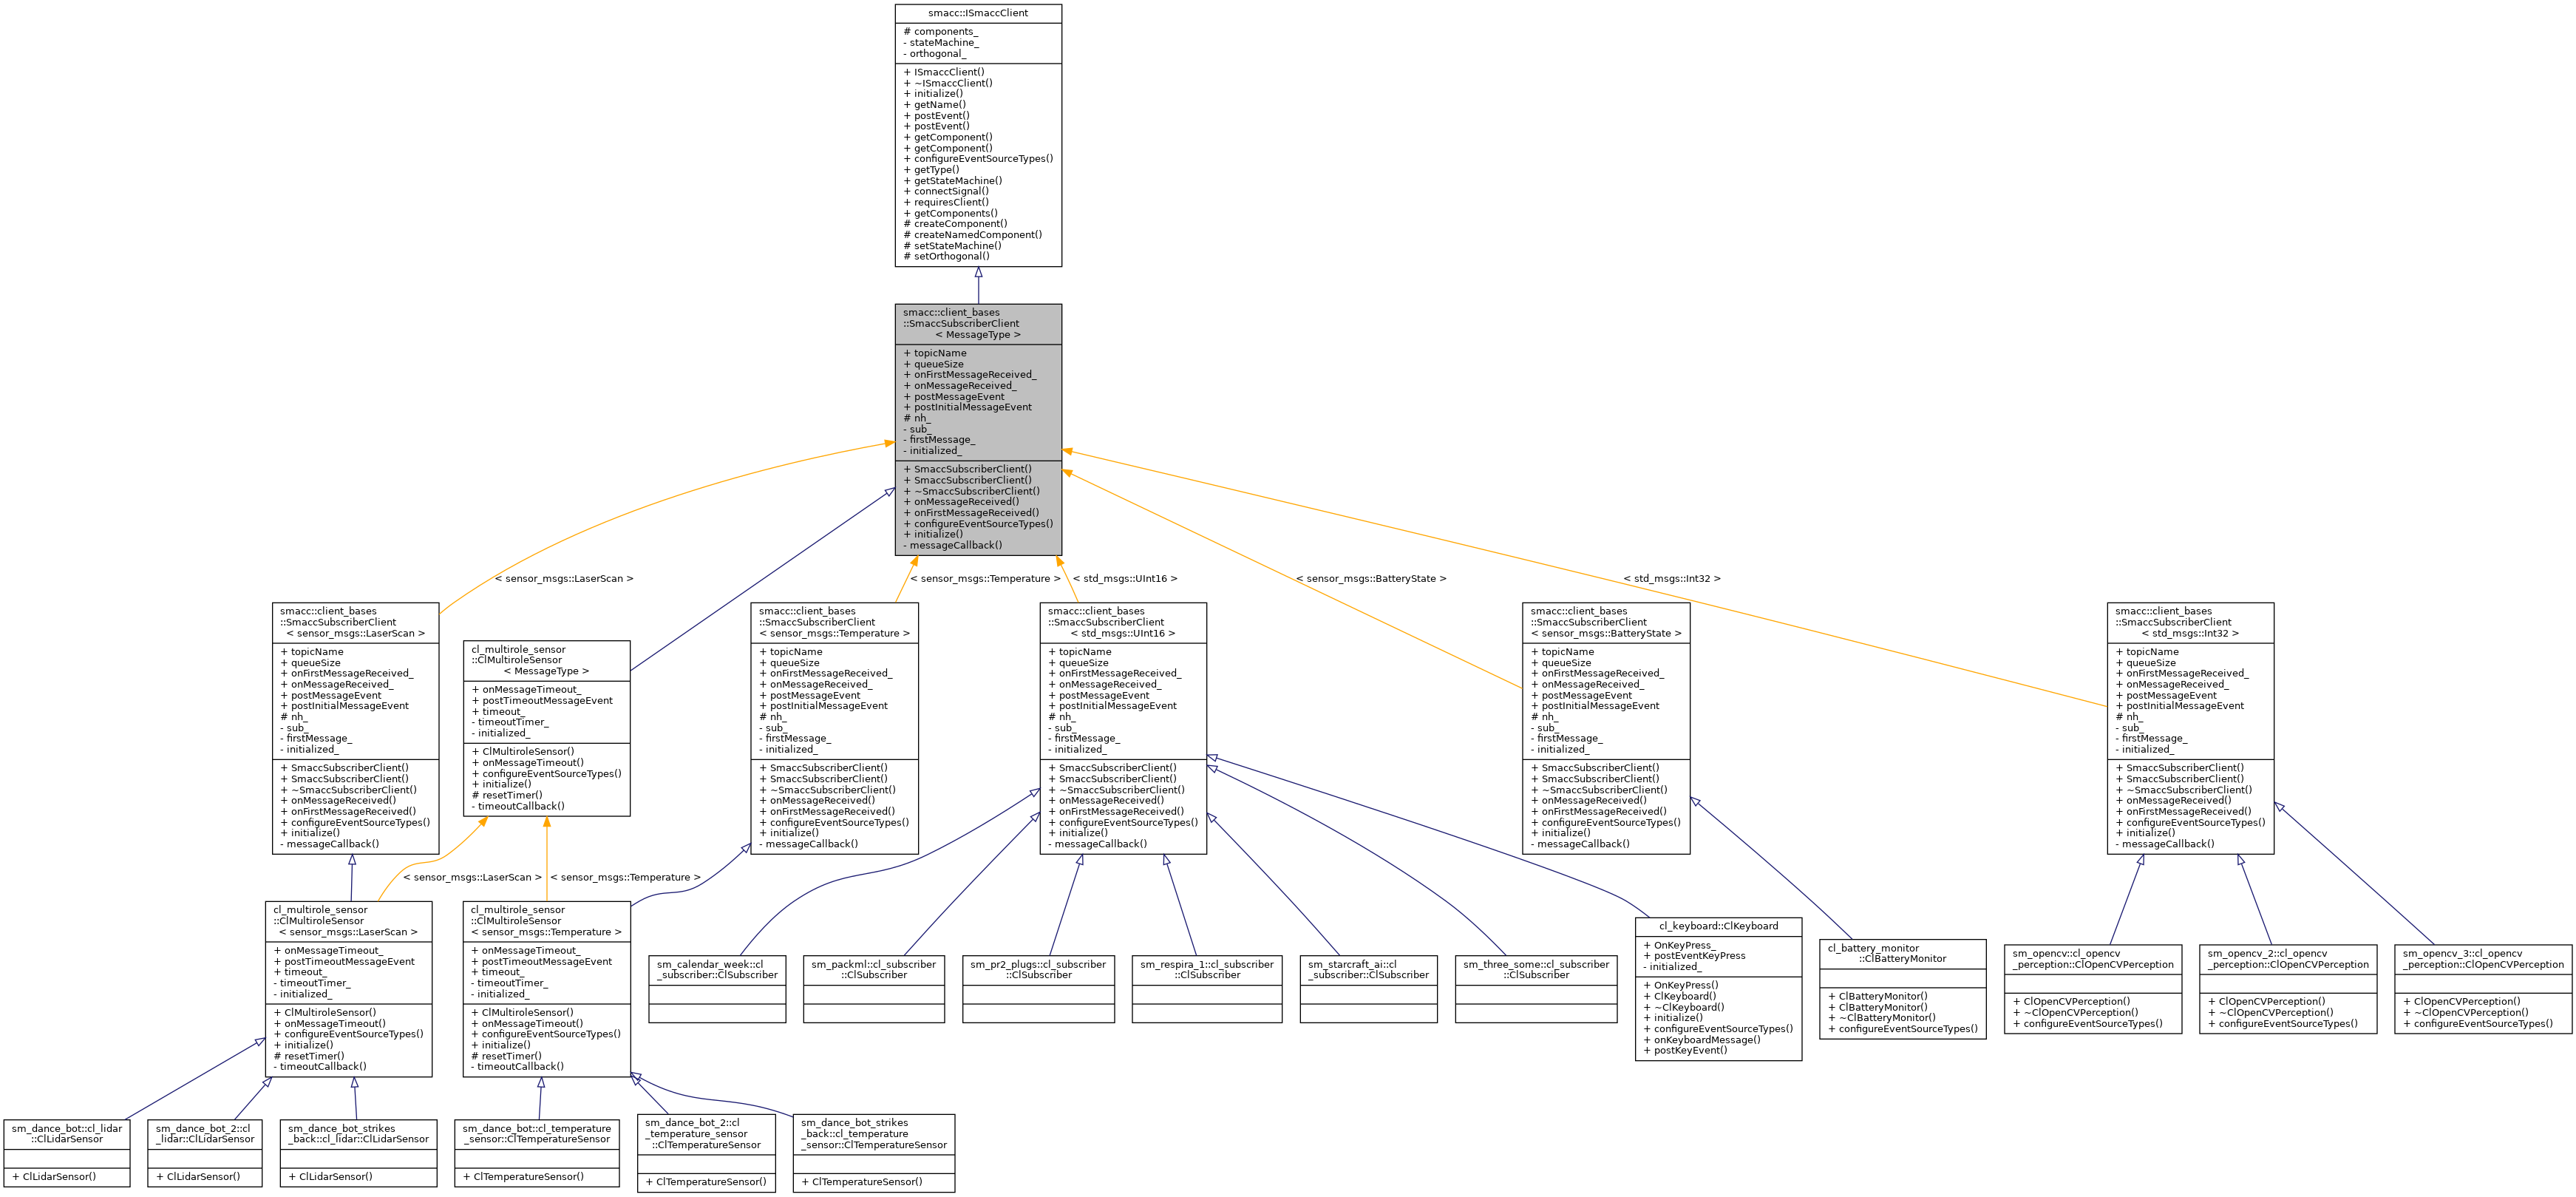 smacc::ISmaccClient
# components_
- stateMachine_
- orthogonal_
+ ISmaccClient()
+ ~ISmaccClient()
+ initialize()
+ getName()
+ postEvent()
+ postEvent()
+ getComponent()
+ getComponent()
+ configureEventSourceTypes()
+ getType()
+ getStateMachine()
+ connectSignal()
+ requiresClient()
+ getComponents()
# createComponent()
# createNamedComponent()
# setStateMachine()
# setOrthogonal()
smacc::client_bases
::SmaccSubscriberClient
< MessageType >
+ topicName
+ queueSize
+ onFirstMessageReceived_
+ onMessageReceived_
+ postMessageEvent
+ postInitialMessageEvent
# nh_
- sub_
- firstMessage_
- initialized_
+ SmaccSubscriberClient()
+ SmaccSubscriberClient()
+ ~SmaccSubscriberClient()
+ onMessageReceived()
+ onFirstMessageReceived()
+ configureEventSourceTypes()
+ initialize()
- messageCallback()
< sensor_msgs::LaserScan >
< sensor_msgs::Temperature >
< std_msgs::UInt16 >
< sensor_msgs::BatteryState >
< std_msgs::Int32 >
smacc::client_bases
::SmaccSubscriberClient
< sensor_msgs::LaserScan >
+ topicName
+ queueSize
+ onFirstMessageReceived_
+ onMessageReceived_
+ postMessageEvent
+ postInitialMessageEvent
# nh_
- sub_
- firstMessage_
- initialized_
+ SmaccSubscriberClient()
+ SmaccSubscriberClient()
+ ~SmaccSubscriberClient()
+ onMessageReceived()
+ onFirstMessageReceived()
+ configureEventSourceTypes()
+ initialize()
- messageCallback()
cl_multirole_sensor
::ClMultiroleSensor
< MessageType >
+ onMessageTimeout_
+ postTimeoutMessageEvent
+ timeout_
- timeoutTimer_
- initialized_
+ ClMultiroleSensor()
+ onMessageTimeout()
+ configureEventSourceTypes()
+ initialize()
# resetTimer()
- timeoutCallback()
smacc::client_bases
::SmaccSubscriberClient
< sensor_msgs::Temperature >
+ topicName
+ queueSize
+ onFirstMessageReceived_
+ onMessageReceived_
+ postMessageEvent
+ postInitialMessageEvent
# nh_
- sub_
- firstMessage_
- initialized_
+ SmaccSubscriberClient()
+ SmaccSubscriberClient()
+ ~SmaccSubscriberClient()
+ onMessageReceived()
+ onFirstMessageReceived()
+ configureEventSourceTypes()
+ initialize()
- messageCallback()
smacc::client_bases
::SmaccSubscriberClient
< std_msgs::UInt16 >
+ topicName
+ queueSize
+ onFirstMessageReceived_
+ onMessageReceived_
+ postMessageEvent
+ postInitialMessageEvent
# nh_
- sub_
- firstMessage_
- initialized_
+ SmaccSubscriberClient()
+ SmaccSubscriberClient()
+ ~SmaccSubscriberClient()
+ onMessageReceived()
+ onFirstMessageReceived()
+ configureEventSourceTypes()
+ initialize()
- messageCallback()
smacc::client_bases
::SmaccSubscriberClient
< sensor_msgs::BatteryState >
+ topicName
+ queueSize
+ onFirstMessageReceived_
+ onMessageReceived_
+ postMessageEvent
+ postInitialMessageEvent
# nh_
- sub_
- firstMessage_
- initialized_
+ SmaccSubscriberClient()
+ SmaccSubscriberClient()
+ ~SmaccSubscriberClient()
+ onMessageReceived()
+ onFirstMessageReceived()
+ configureEventSourceTypes()
+ initialize()
- messageCallback()
smacc::client_bases
::SmaccSubscriberClient
< std_msgs::Int32 >
+ topicName
+ queueSize
+ onFirstMessageReceived_
+ onMessageReceived_
+ postMessageEvent
+ postInitialMessageEvent
# nh_
- sub_
- firstMessage_
- initialized_
+ SmaccSubscriberClient()
+ SmaccSubscriberClient()
+ ~SmaccSubscriberClient()
+ onMessageReceived()
+ onFirstMessageReceived()
+ configureEventSourceTypes()
+ initialize()
- messageCallback()
< sensor_msgs::LaserScan >
< sensor_msgs::Temperature >
cl_multirole_sensor
::ClMultiroleSensor
< sensor_msgs::LaserScan >
+ onMessageTimeout_
+ postTimeoutMessageEvent
+ timeout_
- timeoutTimer_
- initialized_
+ ClMultiroleSensor()
+ onMessageTimeout()
+ configureEventSourceTypes()
+ initialize()
# resetTimer()
- timeoutCallback()
cl_multirole_sensor
::ClMultiroleSensor
< sensor_msgs::Temperature >
+ onMessageTimeout_
+ postTimeoutMessageEvent
+ timeout_
- timeoutTimer_
- initialized_
+ ClMultiroleSensor()
+ onMessageTimeout()
+ configureEventSourceTypes()
+ initialize()
# resetTimer()
- timeoutCallback()
sm_calendar_week::cl
_subscriber::ClSubscriber
sm_packml::cl_subscriber
::ClSubscriber
sm_pr2_plugs::cl_subscriber
::ClSubscriber
sm_respira_1::cl_subscriber
::ClSubscriber
sm_starcraft_ai::cl
_subscriber::ClSubscriber
sm_three_some::cl_subscriber
::ClSubscriber
cl_keyboard::ClKeyboard
+ OnKeyPress_
+ postEventKeyPress
- initialized_
+ OnKeyPress()
+ ClKeyboard()
+ ~ClKeyboard()
+ initialize()
+ configureEventSourceTypes()
+ onKeyboardMessage()
+ postKeyEvent()
cl_battery_monitor
::ClBatteryMonitor
+ ClBatteryMonitor()
+ ClBatteryMonitor()
+ ~ClBatteryMonitor()
+ configureEventSourceTypes()
sm_opencv::cl_opencv
_perception::ClOpenCVPerception
+ ClOpenCVPerception()
+ ~ClOpenCVPerception()
+ configureEventSourceTypes()
sm_opencv_2::cl_opencv
_perception::ClOpenCVPerception
+ ClOpenCVPerception()
+ ~ClOpenCVPerception()
+ configureEventSourceTypes()
sm_opencv_3::cl_opencv
_perception::ClOpenCVPerception
+ ClOpenCVPerception()
+ ~ClOpenCVPerception()
+ configureEventSourceTypes()
sm_dance_bot::cl_lidar
::ClLidarSensor
+ ClLidarSensor()
sm_dance_bot_2::cl
_lidar::ClLidarSensor
+ ClLidarSensor()
sm_dance_bot_strikes
_back::cl_lidar::ClLidarSensor
+ ClLidarSensor()
sm_dance_bot::cl_temperature
_sensor::ClTemperatureSensor
+ ClTemperatureSensor()
sm_dance_bot_2::cl
_temperature_sensor
::ClTemperatureSensor
+ ClTemperatureSensor()
sm_dance_bot_strikes
_back::cl_temperature
_sensor::ClTemperatureSensor
+ ClTemperatureSensor()